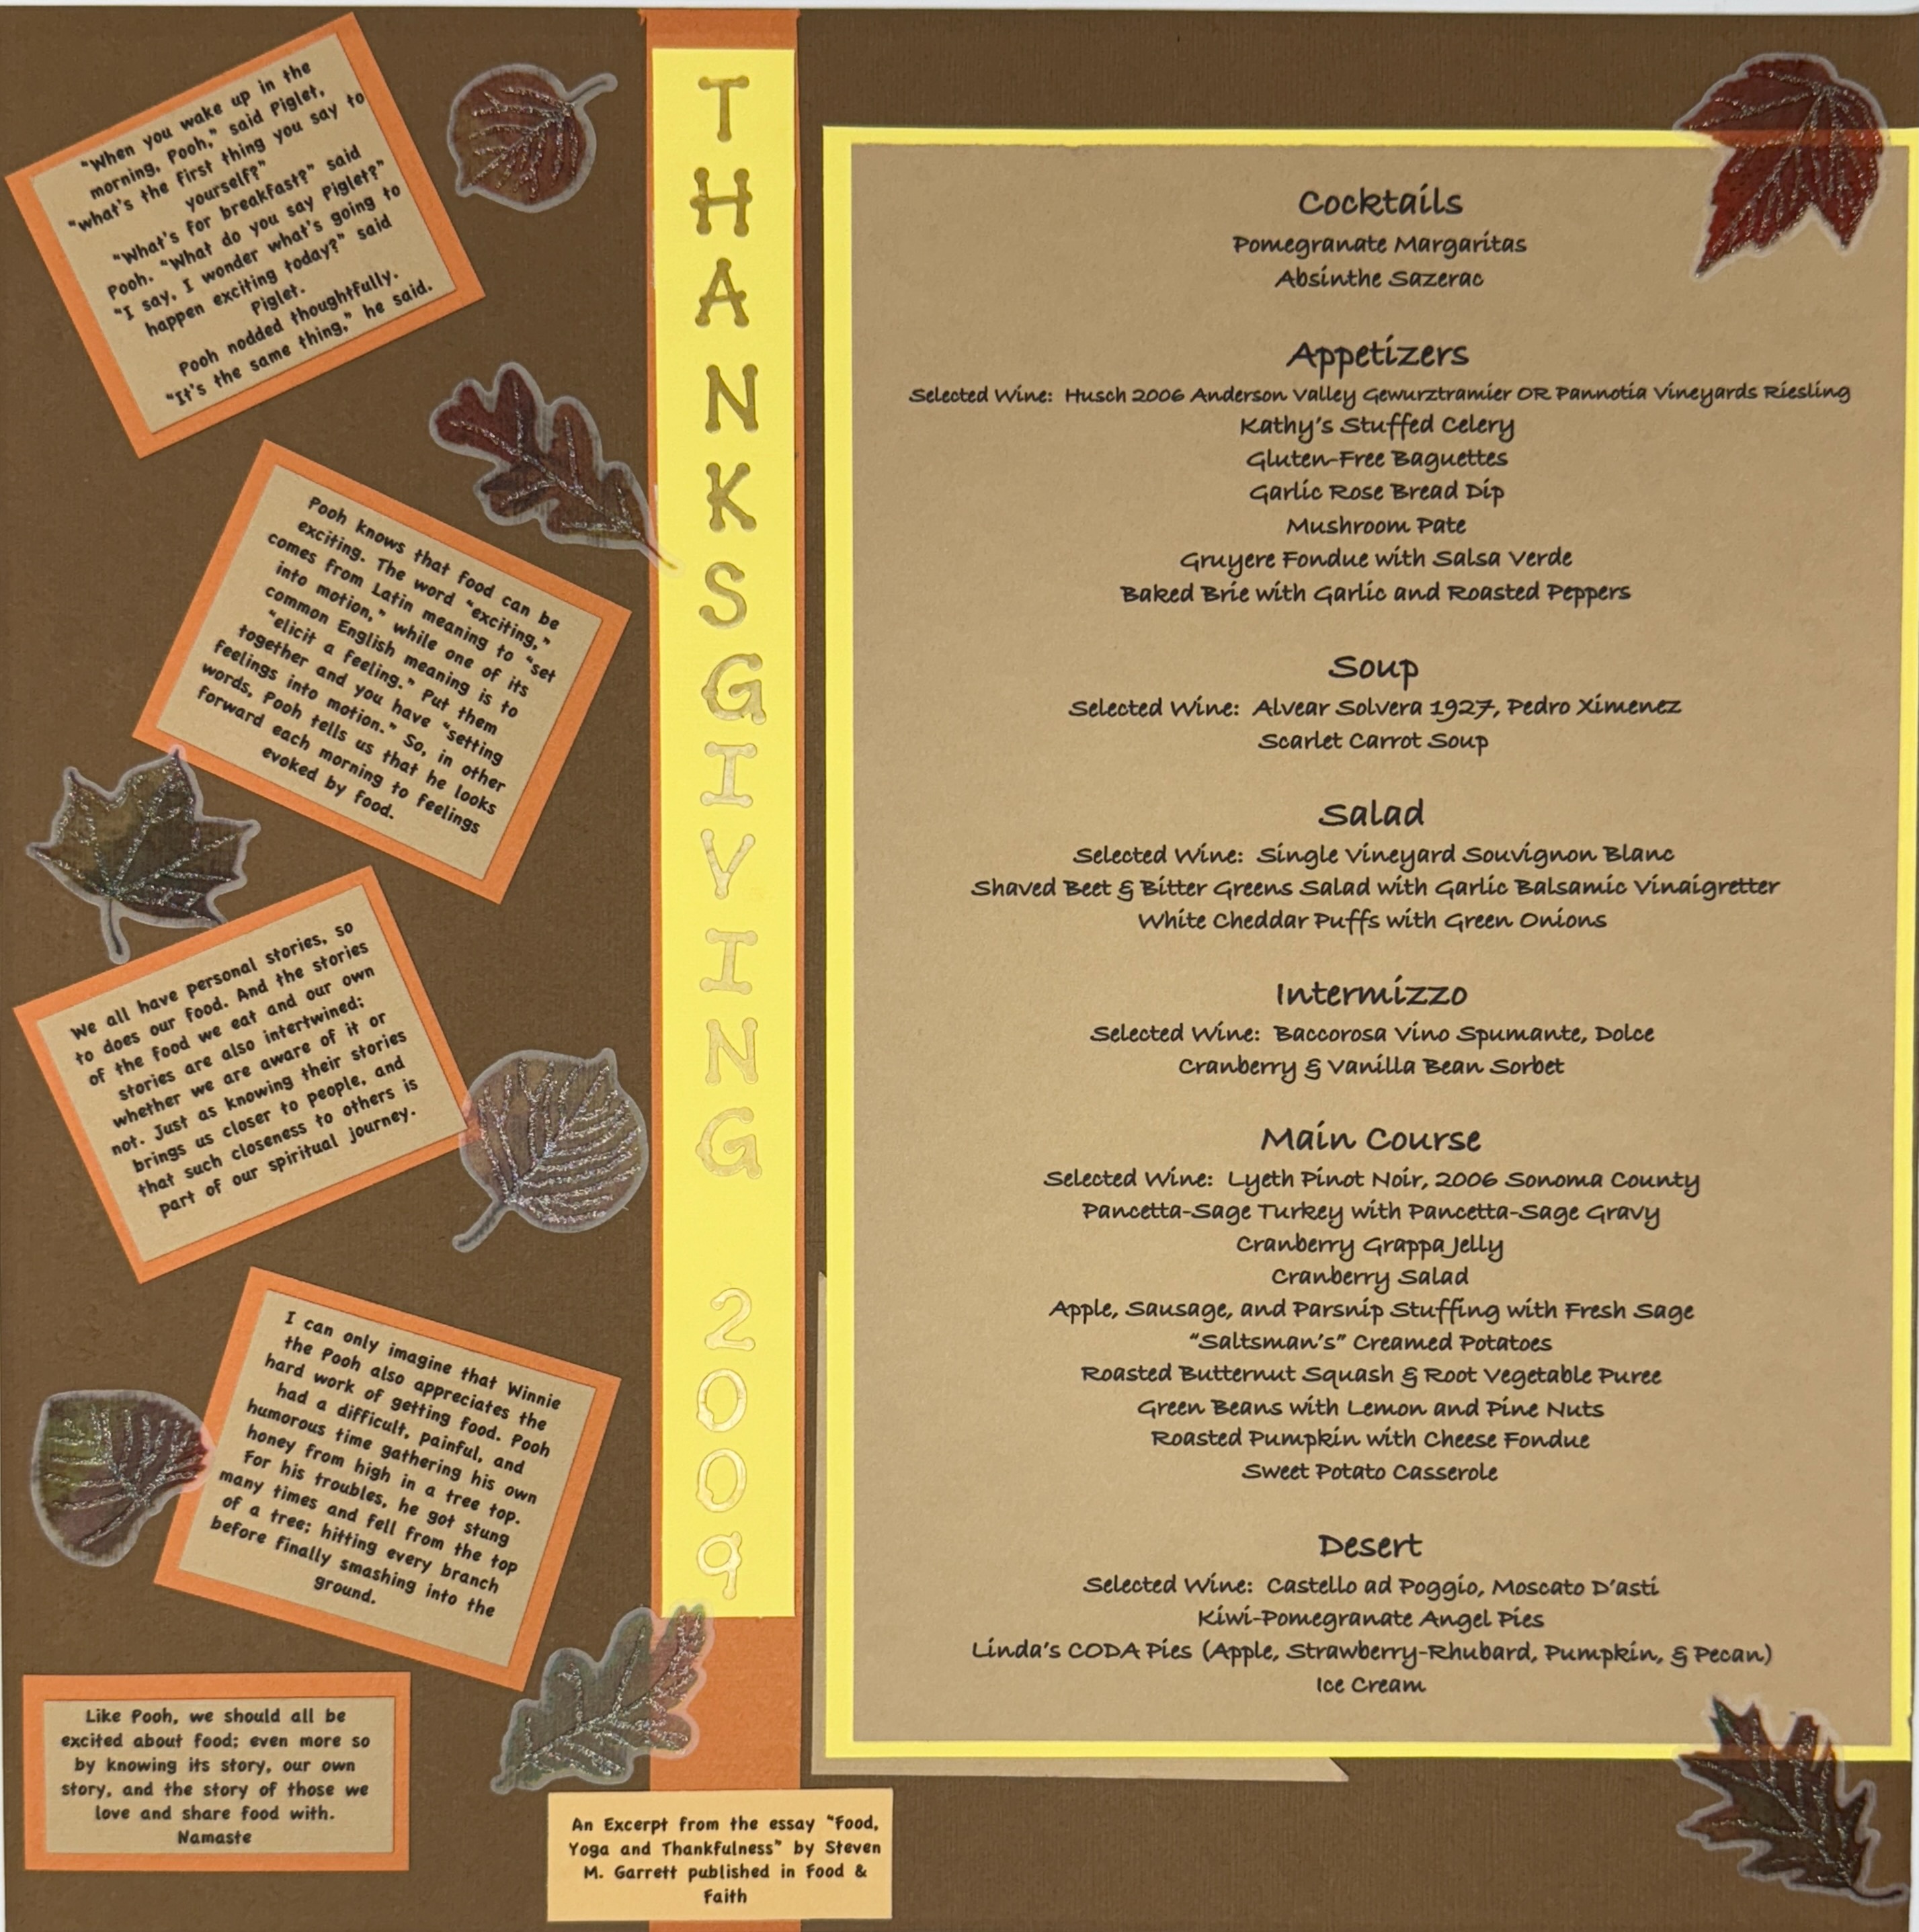 "When you wake up in the
morning, Pooh," said Piglet,
"what's the first thing you say to
yourself?"
"What's for breakfast?" said
Pooh. "What do you say Piglet?"
"I say, I wonder what's going to
happen exciting today?" said
Piglet.
Pooh nodded thoughtfully.
"It's the same thing," he said.
Pooh knows that food can be
exciting. The word "exciting,"
comes from Latin meaning to "set
into motion," while one of its
common English meaning is to
"elicit a feeling." Put them
together and you have "setting
feelings into motion." So, in other
words, Pooh tells us that he looks
forward each morning to feelings
evoked by food.
We all have personal stories, so
to does our food. And the stories
of the food we eat and our own
stories are also intertwined;
whether we are aware of it or
not. Just as knowing their stories
brings us closer to people, and
that such closeness to others is
part of our spiritual journey.
I can only imagine that Winnie
the Pooh also appreciates the
hard work of getting food. Pooh
had a difficult, painful, and
humorous time gathering his own
honey from high in a tree top.
For his troubles, he got stung
many times and fell from the top
of a tree; hitting every branch
before finally smashing into the
ground.
Like Pooh, we should all be
excited about food; even more so
by knowing its story, our own
story, and the story of those we
love and share food with.
Namaste
An Excerpt from the essay "Food,
Yoga and Thankfulness" by Steven
M. Garrett published in Food &
Faith
THANKSGIVING 2009
Cocktails
Pomegranate Margaritas
Absinthe Sazerac
Appetizers
Selected Wine: Husch 2006 Anderson Valley Gewurztramier OR Pannotia Vineyards Riesling
Kathy's Stuffed Celery
Gluten-Free Baguettes
Garlic Rose Bread Dip
Mushroom Pate
Gruyere Fondue with Salsa Verde
Baked Brie with Garlic and Roasted Peppers
Soup
Selected Wine: Alvear Solvera 1927, Pedro Ximenez
Scarlet Carrot Soup
Salad
Selected Wine: Single Vineyard Souvignon Blanc
Shaved Beet & Bitter Greens Salad with Garlic Balsamic Vinaigretter
White Cheddar Puffs with Green Onions
Intermizzo
Selected Wine: Baccorosa Vino Spumante, Dolce
Cranberry & Vanilla Bean Sorbet
Main Course
Selected Wine: Lyeth Pinot Noir, 2006 Sonoma County
Pancetta-Sage Turkey with Pancetta-Sage Gravy
Cranberry Grappa Jelly
Cranberry Salad
Apple, Sausage, and Parsnip Stuffing with Fresh Sage
"Saltsman's" Creamed Potatoes
Roasted Butternut Squash & Root Vegetable Puree
Green Beans with Lemon and Pine Nuts
Roasted Pumpkin with Cheese Fondue
Sweet Potato Casserole
Desert
Selected Wine: Castello ad Poggio, Moscato D'asti
Kiwi-Pomegranate Angel Pies
Linda's CODA Pies (Apple, Strawberry-Rhubard, Pumpkin, & Pecan)
Ice Cream